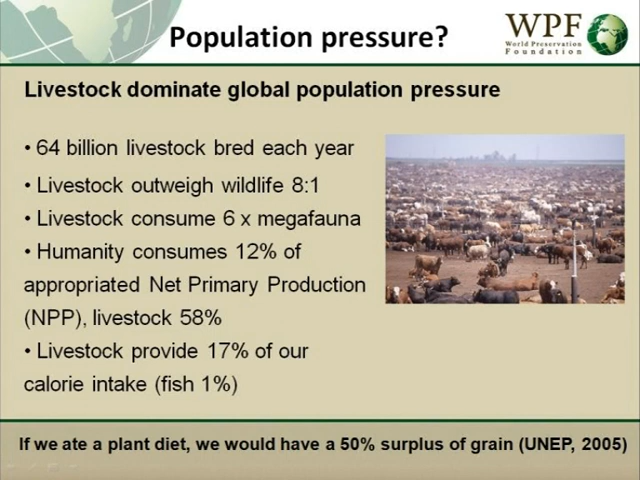 Population pressure?
WPF
World Preservation
Foundation
Livestock dominate global population pressure
• 64 billion livestock bred each year
• Livestock outweigh wildlife 8:1
• Livestock consume 6 x megafauna
• Humanity consumes 12% of
appropriated Net Primary Production
(NPP), livestock 58%
• Livestock provide 17% of our
calorie intake (fish 1%)
If we ate a plant diet, we would have a 50% surplus of grain (UNEP, 2005)